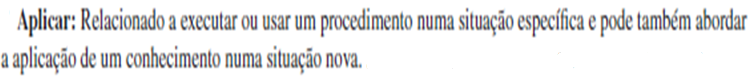 Aplicar: Relacionado a executar ou usar um procedimento numa situação específica e pode também abordar
a aplicação de um conhecimento numa situação nova.